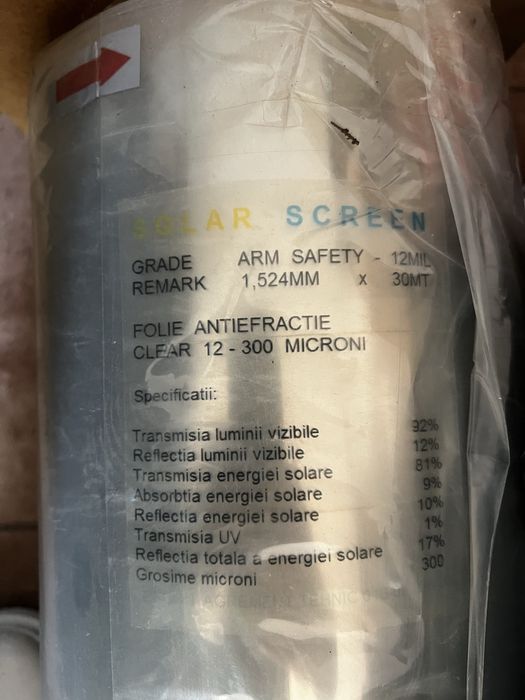 SOLAR SCREEN
GRADE ARM SAFETY - 12MIL
REMARK 1,524MM x 30MT
FOLIE ANTIEFRACTIE
CLEAR 12 - 300 MICRONI
Specificatii:
Transmisia luminii vizibile 92%
Reflectia luminii vizibile 12%
Transmisia energiei solare 81%
Absorbtia energiei solare 9%
Reflectia energiei solare 10%
Transmisia UV 1%
Reflectia totala a energiei solare 17%
Grosime microni 300
AGREMENT TEHNIC